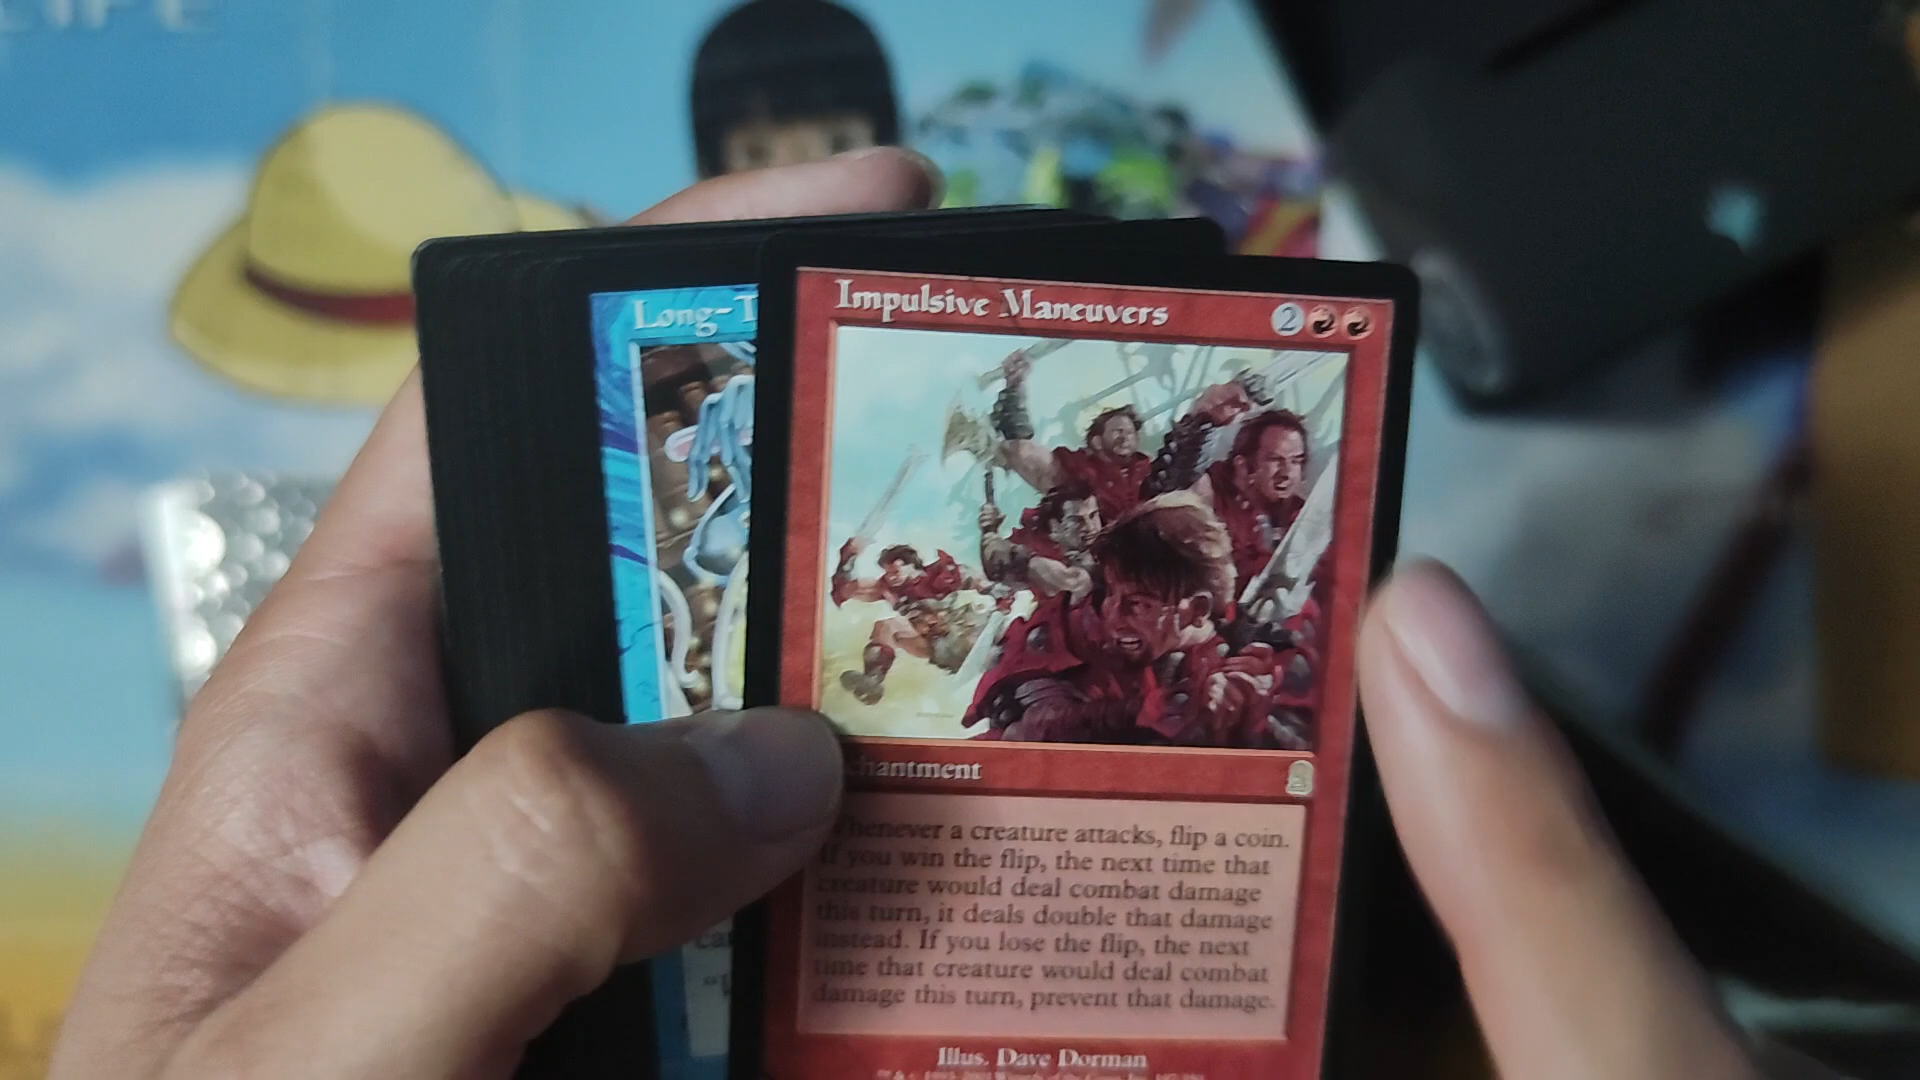 LIFE
Long-T
Impulsive Maneuvers
2
chantment
Whenever a creature attacks, flip a coin.
If you win the flip, the next time that
creature would deal combat damage
this turn, it deals double that damage
instead. If you lose the flip, the next
time that creature would deal combat
damage this turn, prevent that damage.
Illus. Dave Dorman